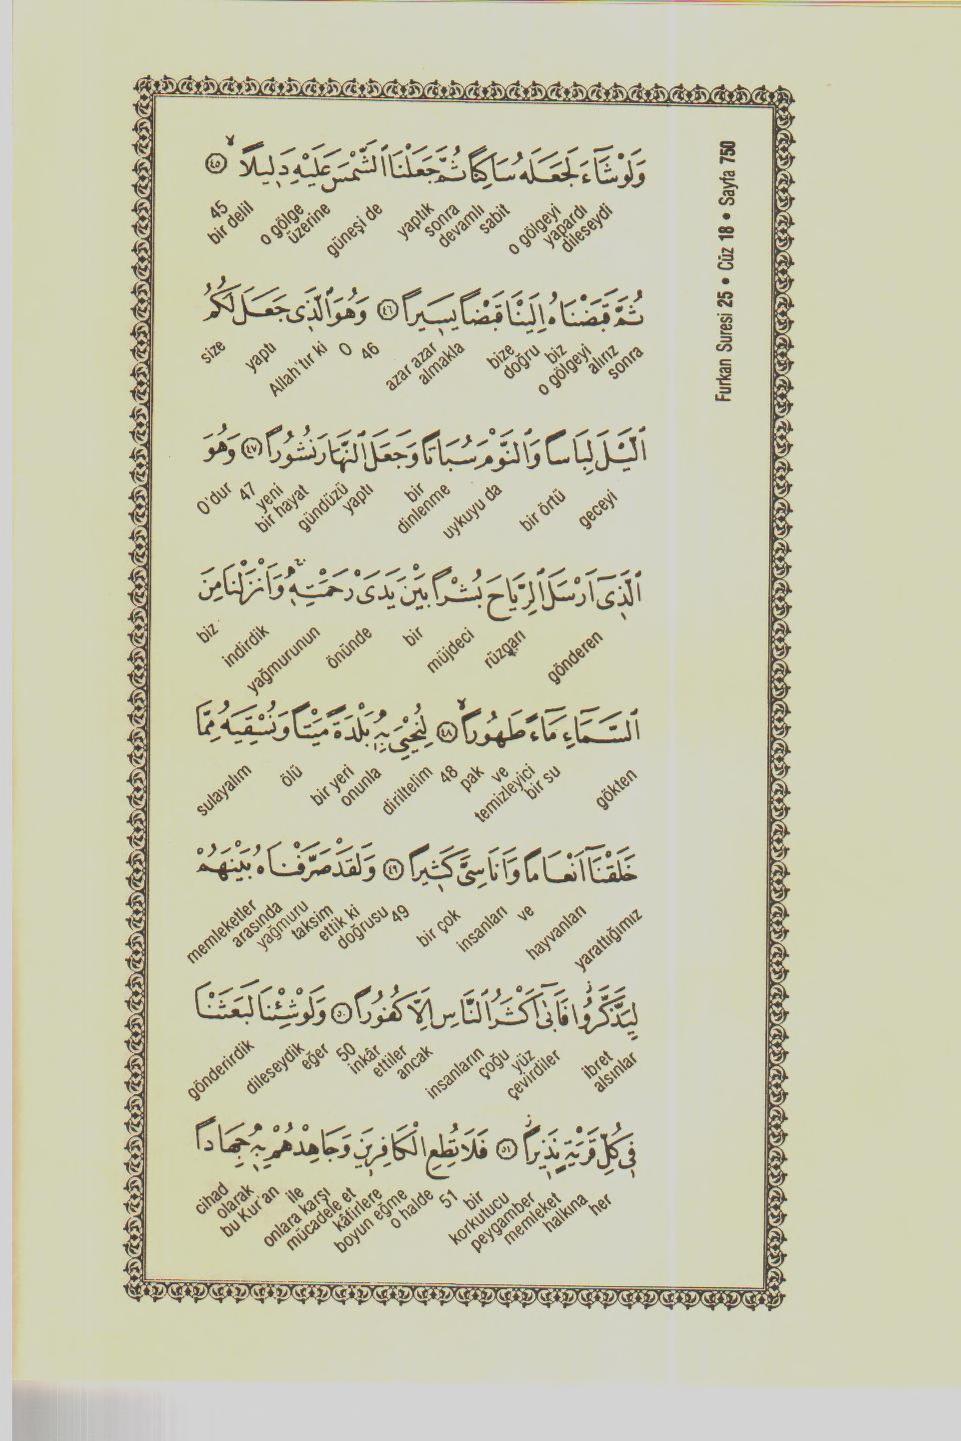 Furkan Suresi 25 • Cüz 18 • Sayfa 750
وَلَوْ شَٓاءَ لَجَعَلَهُ سَاكِنًا ثُمَّ جَعَلْنَا الشَّمْسَ عَلَيْهِ دَلِيلًاۙ ﴿٤٥﴾
dileseydi yapardı o gölgeyi sabit devamlı sonra yaptık güneşi de üzerine o gölge bir delil 45
ثُمَّ قَبَضْنَاهُ اِلَيْنَا قَبْضًا يَسِيرًا ﴿٤٦﴾ وَهُوَ الَّذِى جَعَلَ لَكُمُ
sonra alırız o gölgeyi biz doğru bize almakla azar azar 46 O Allah'tır ki yaptı size
الَّيْلَ لِبَاسًا وَالنَّوْمَ سُبَاتًا وَجَعَلَ النَّهَارَ نُشُورًا ﴿٤٧﴾ وَهُوَ
geceyi bir örtü uykuyu da dinlenme bir yaptı gündüzü bir hayat yeni 47 O'dur
الَّذِٓى اَرْسَلَ الرِّيَاحَ بُشْرًا بَيْنَ يَدَىْ رَحْمَتِهِ وَاَنْزَلْنَا مِنَ
gönderen rüzgarı müjdeci bir önünde yağmurunun indirdik biz
السَّمَٓاءِ مَٓاءً طَهُورًاۙ ﴿٤٨﴾ لِنُحْيِىَ بِهِ بَلْدَةً مَيْتًا وَنُسْقِيَهُ مِمَّا
gökten bir su temizleyici ve pak 48 diriltelim onunla bir yeri ölü sulayalım
خَلَقْنَٓا اَنْعَامًا وَاَنَاسِىَّ كَثِيرًا ﴿٤٩﴾ وَلَقَدْ صَرَّفْنَاهُ بَيْنَهُمْ
yarattığımız hayvanları ve insanları bir çok 49 doğrusu ettik ki taksim yağmuru arasında memleketler
لِيَذَّكَّرُوا فَاَبٰٓى اَكْثَرُ النَّاسِ اِلَّا كُفُورًا ﴿٥٠﴾ وَلَوْ شِئْنَا لَبَعَثْنَا
alsınlar ibret çevirdiler yüz çoğu insanların ancak ettiler inkâr 50 eğer dileseydik gönderirdik
فِى كُلِّ قَرْيَةٍ نَذِيرًا ﴿٥١﴾ فَلَا تُطِعِ الْكَافِرِينَ وَجَاهِدْهُمْ بِهِ جِهَادًا
her halkına memleket peygamber korkutucu bir 51 o halde boyun eğme kâfirlere mücadele et onlara karşı ile bu Kur'an olarak cihad